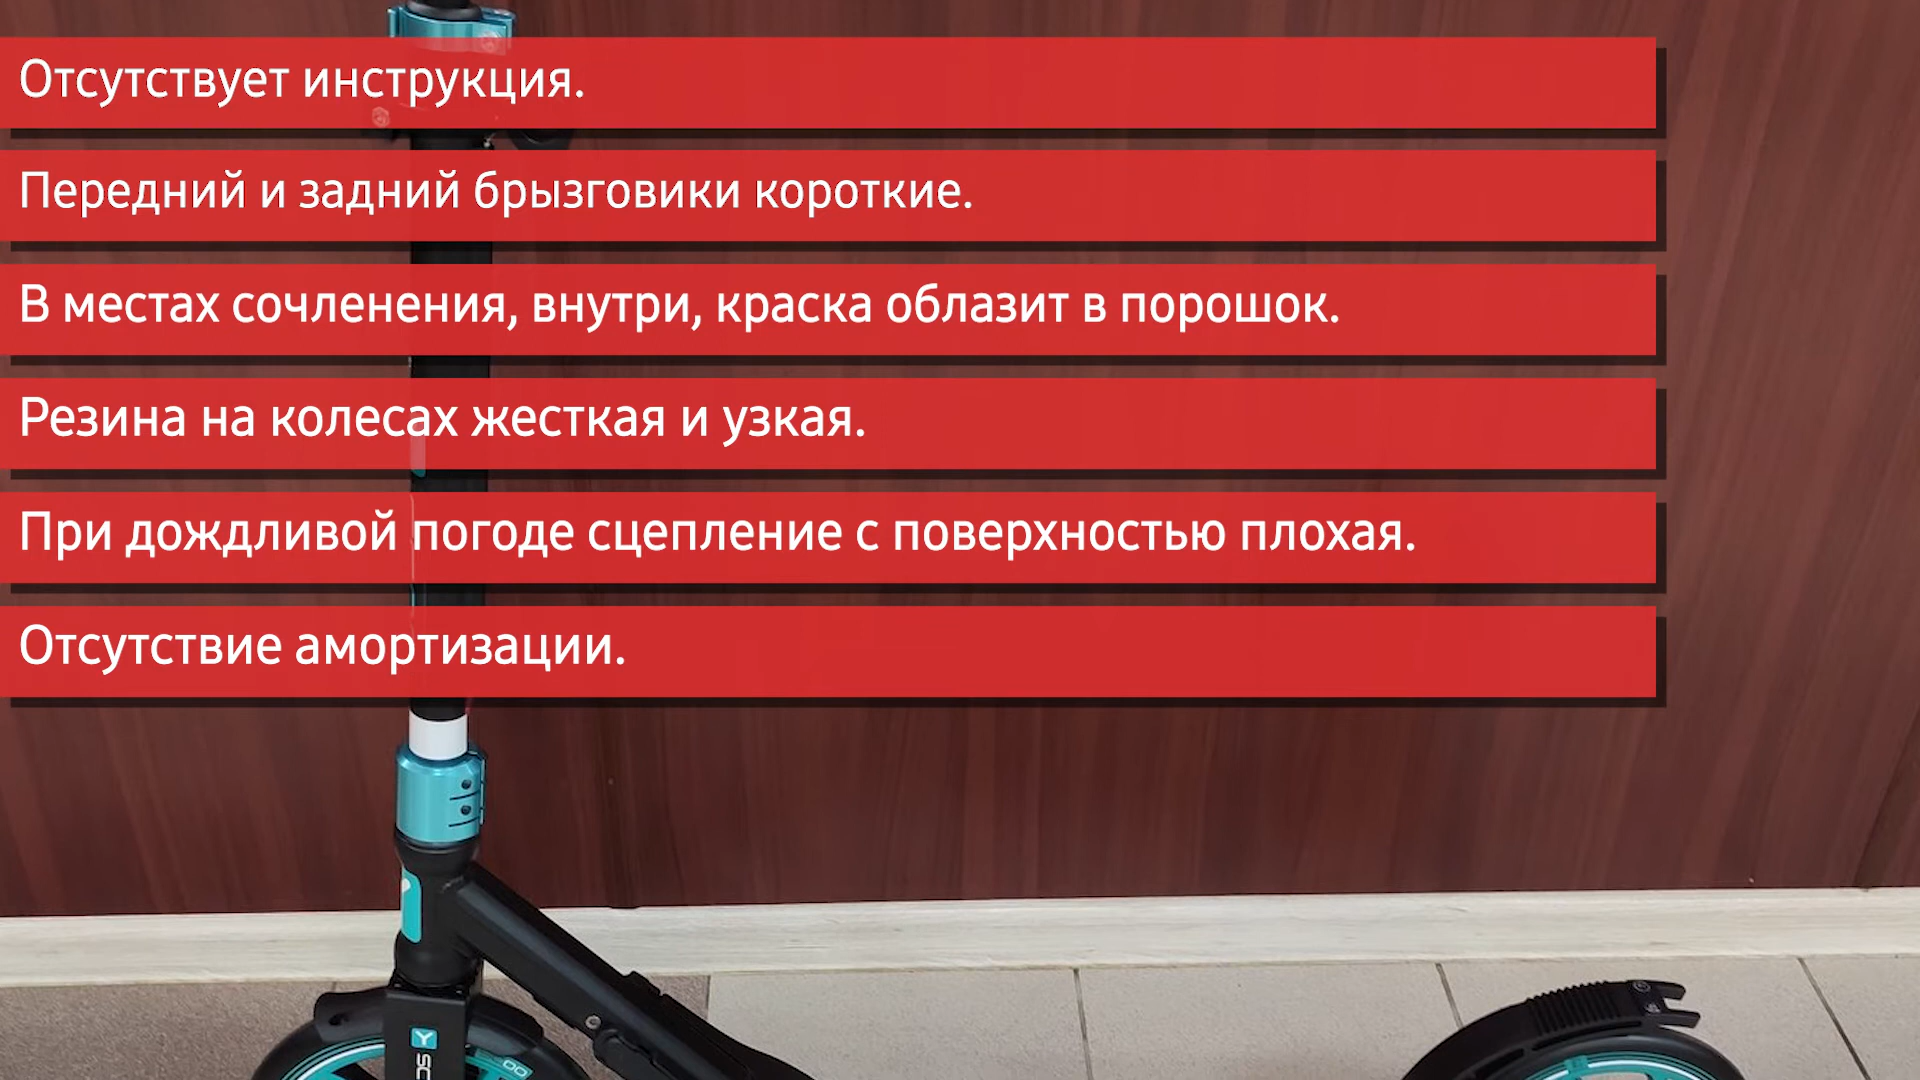 Отсутствует инструкция.
Передний и задний брызговики короткие.
В местах сочленения, внутри, краска облазит в порошок.
Резина на колесах жесткая и узкая.
При дождливой погоде сцепление с поверхностью плохая.
Отсутствие амортизации.